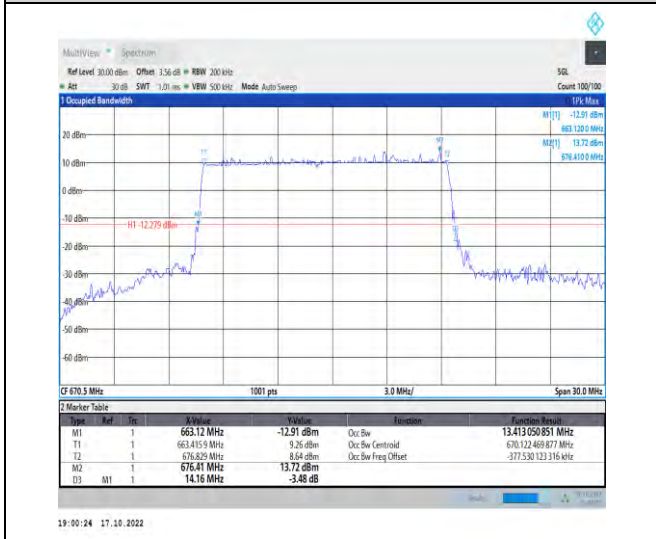 MultiView Spectrum
Ref Level 30.00 dBm Offset 3.56 dB RBW 200 kHz SGL
Att 30 dB SWT 1.01 ms VBW 500 kHz Mode Auto Sweep Count 100/100
1 Occupied Bandwidth 1Pk Max
M1[1] -12.91 dBm
663.120 0 MHz
M2[1] 13.72 dBm
676.410 0 MHz
20 dBm
10 dBm
0 dBm
-10 dBm
H1 -12.279 dBm
-20 dBm
-30 dBm
-40 dBm
-50 dBm
-60 dBm
T1
M2
T2
M1
CF 670.5 MHz 1001 pts 3.0 MHz/ Span 30.0 MHz
2 Marker Table
Type Ref Trc X-Value Y-Value Function Function Result
M1 1 663.12 MHz -12.91 dBm Occ Bw 13.413 050 851 MHz
T1 1 663.415 9 MHz 9.26 dBm Occ Bw Centroid 670.122 469 877 MHz
T2 1 676.829 MHz 8.64 dBm Occ Bw Freq Offset -377.530 123 316 kHz
M2 1 676.41 MHz 13.72 dBm
D3 M1 1 14.16 MHz -3.48 dB
19:00:24 17.10.2022